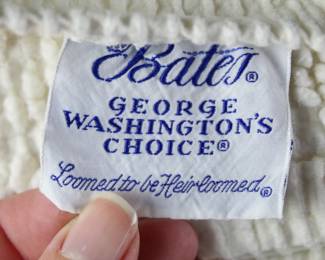 Bates®
GEORGE
WASHINGTON'S
CHOICE®
Loomed to be Heirloomed®